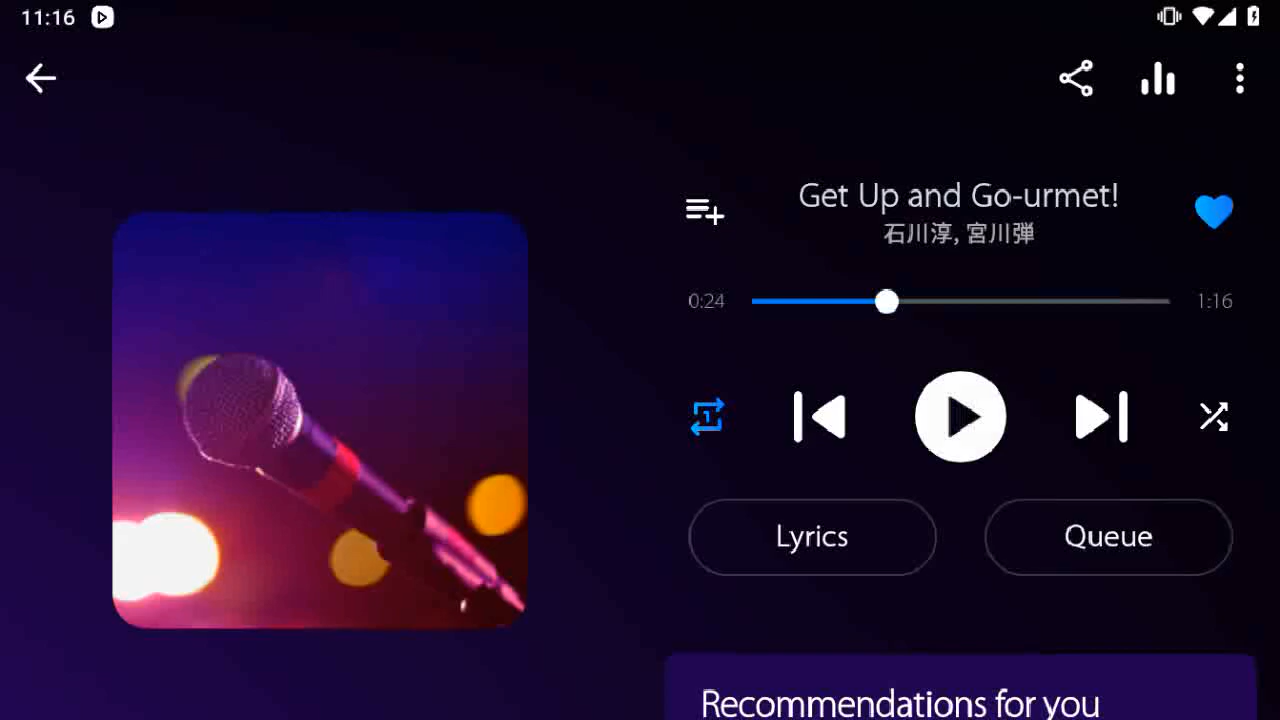 11:16
Get Up and Go-urmet!
石川淳, 宮川弾
0:24
1:16
1
Lyrics
Queue
Recommendations for you